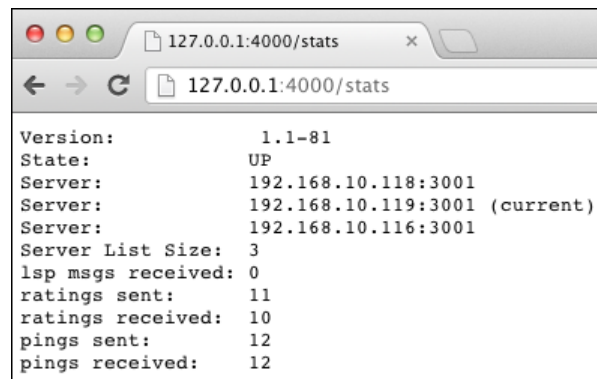 127.0.0.1:4000/stats
127.0.0.1:4000/stats
Version: 1.1-81
State: UP
Server: 192.168.10.118:3001
Server: 192.168.10.119:3001 (current)
Server: 192.168.10.116:3001
Server List Size: 3
lsp msgs received: 0
ratings sent: 11
ratings received: 10
pings sent: 12
pings received: 12